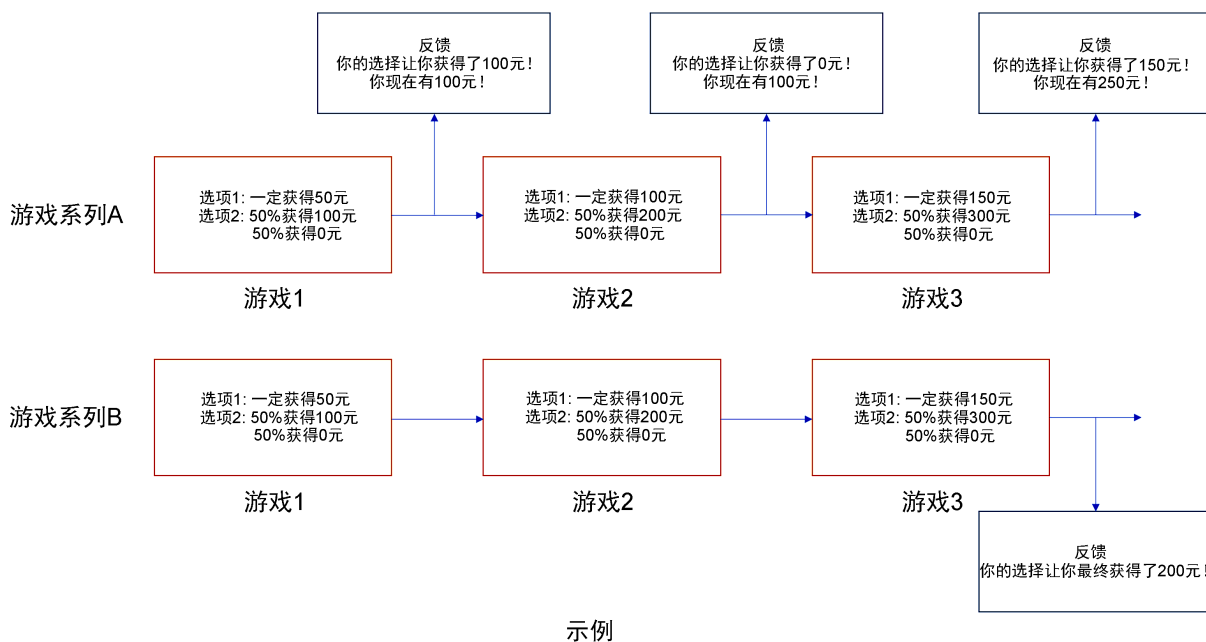 反馈
你的选择让你获得了100元！
你现在有100元！
反馈
你的选择让你获得了0元！
你现在有100元！
反馈
你的选择让你获得了150元！
你现在有250元！
游戏系列A
选项1: 一定获得50元
选项2: 50%获得100元
50%获得0元
选项1: 一定获得100元
选项2: 50%获得200元
50%获得0元
选项1: 一定获得150元
选项2: 50%获得300元
50%获得0元
游戏1
游戏2
游戏3
游戏系列B
选项1: 一定获得50元
选项2: 50%获得100元
50%获得0元
选项1: 一定获得100元
选项2: 50%获得200元
50%获得0元
选项1: 一定获得150元
选项2: 50%获得300元
50%获得0元
游戏1
游戏2
游戏3
反馈
你的选择让你最终获得了200元！
示例